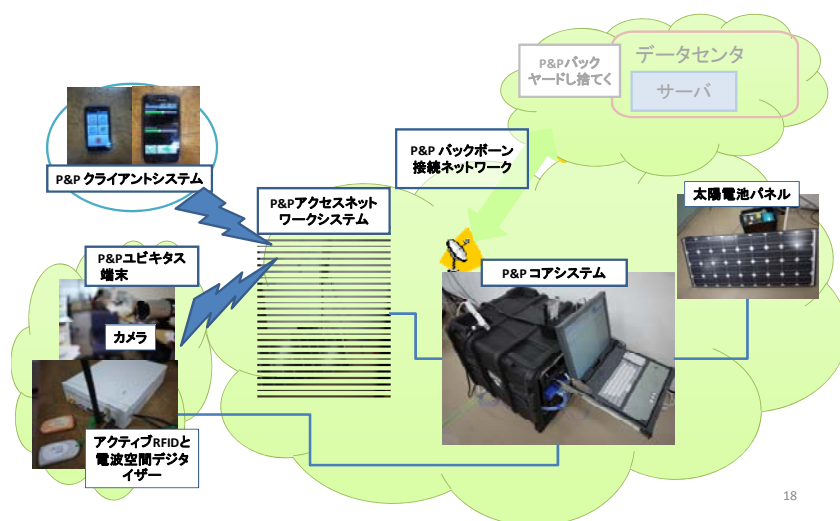 P&Pバック
ヤードし捨てく
データセンタ
サーバ
P&P クライアントシステム
P&P バックボーン
接続ネットワーク
P&Pアクセスネット
ワークシステム
太陽電池パネル
P&Pユビキタス
端末
P&P コアシステム
カメラ
アクティブRFIDと
電波空間デジタ
イザー
18